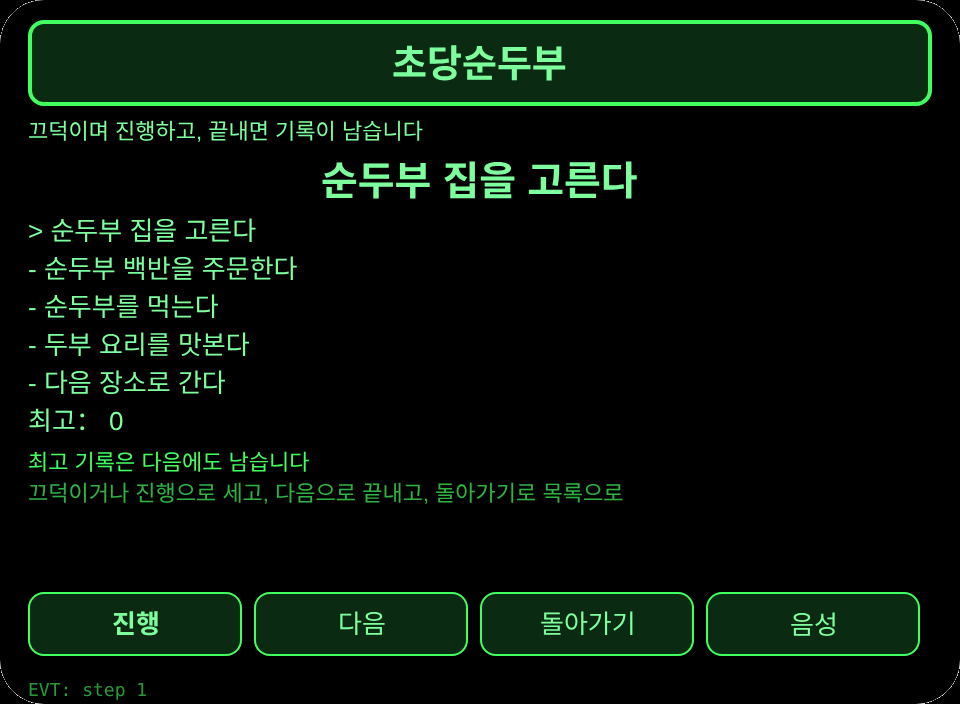 초당순두부
끄덕이며 진행하고, 끝내면 기록이 남습니다
순두부 집을 고른다
> 순두부 집을 고른다
- 순두부 백반을 주문한다
- 순두부를 먹는다
- 두부 요리를 맛본다
- 다음 장소로 간다
최고: 0
최고 기록은 다음에도 남습니다
끄덕이거나 진행으로 세고, 다음으로 끝내고, 돌아가기로 목록으로
진행 다음 돌아가기 음성
EVT: step 1